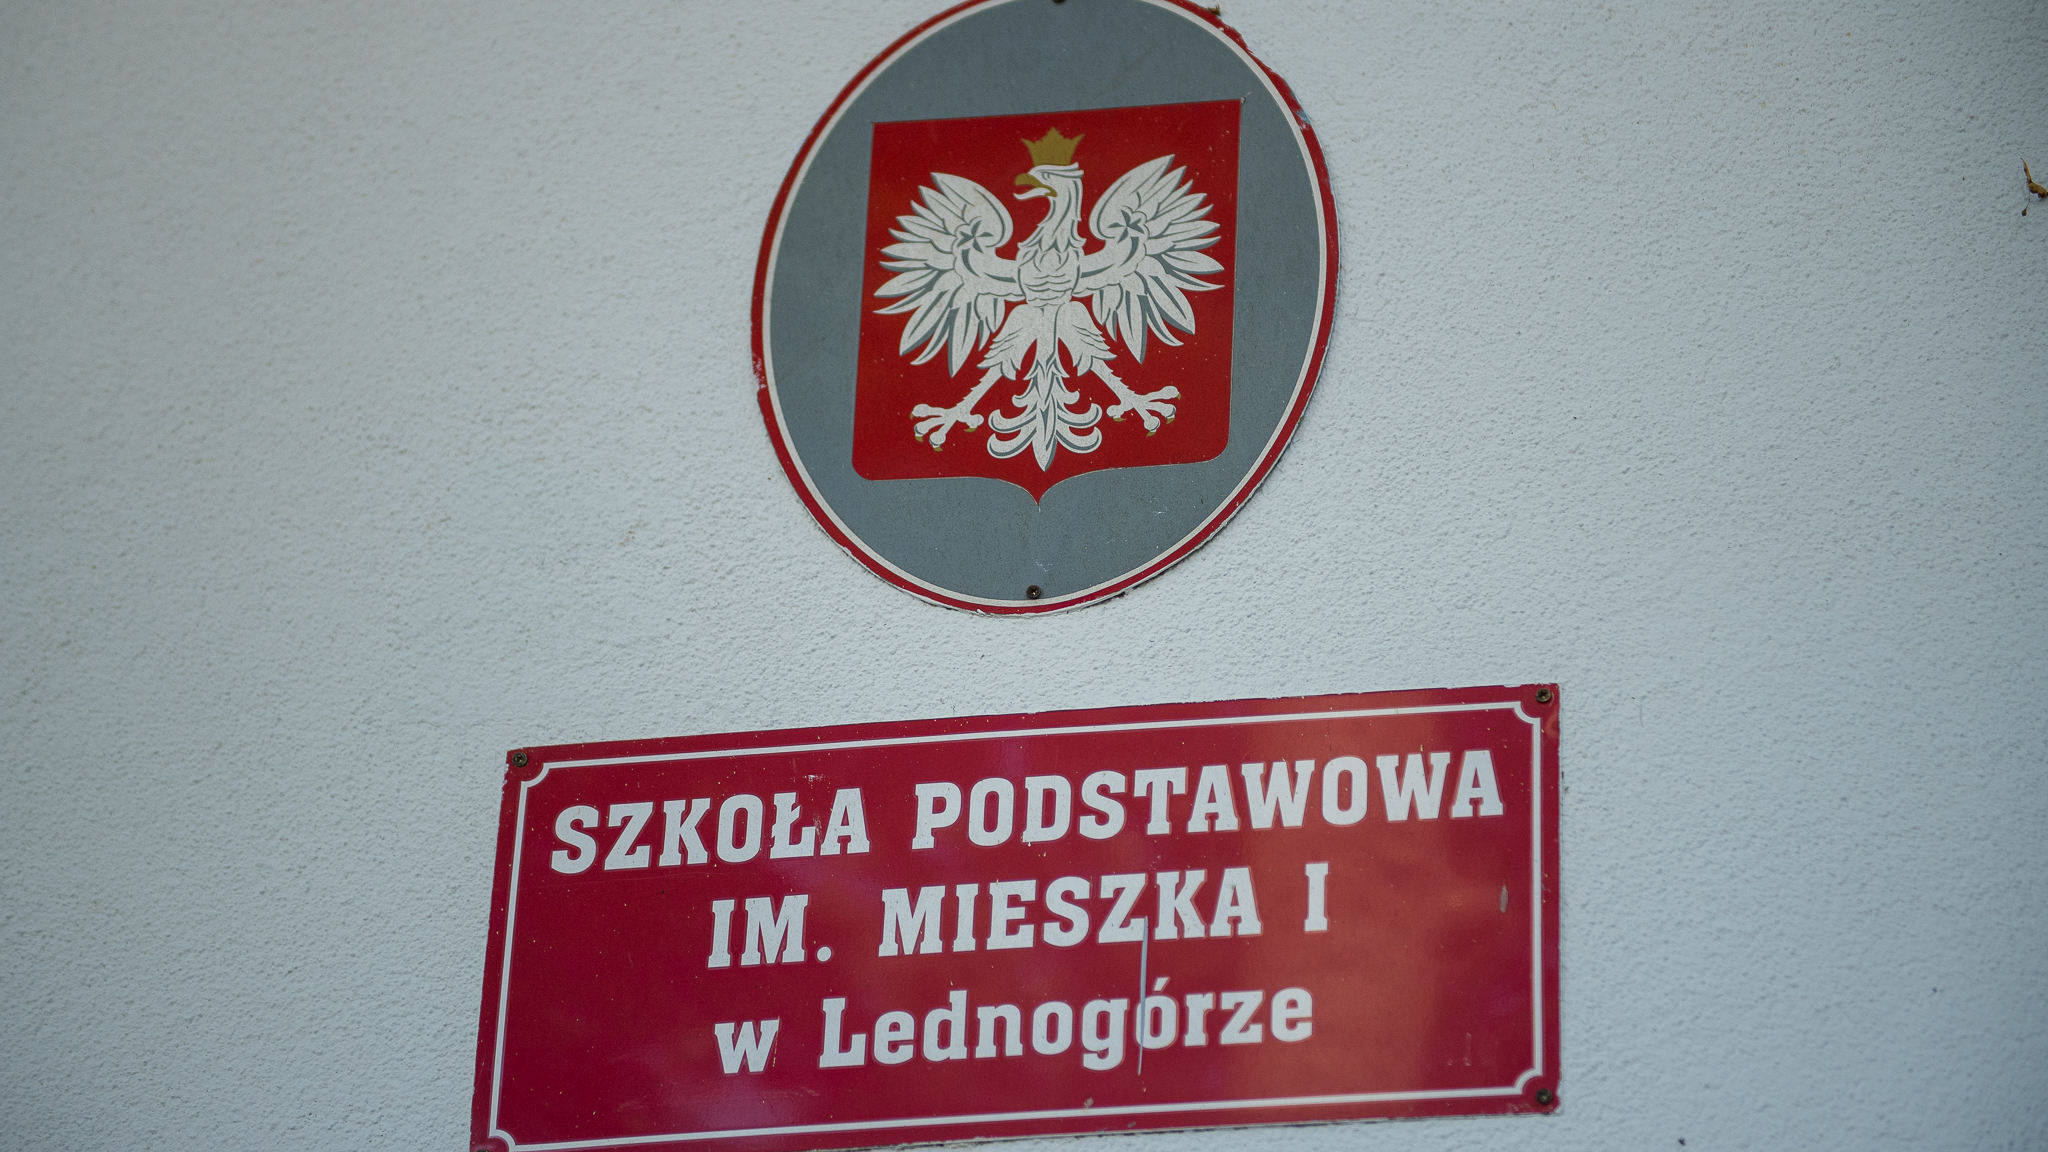 SZKOŁA PODSTAWOWA
IM. MIESZKA I
w Lednogórze